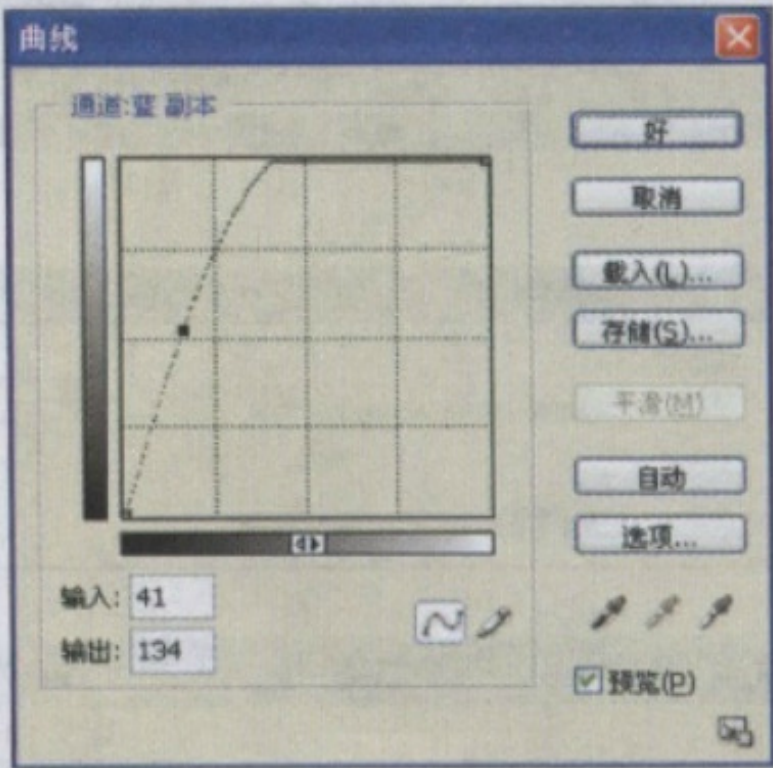 曲线
通道:蓝 副本
好
取消
载入(L)...
存储(S)...
平滑(M)
自动
选项...
输入: 41
输出: 134
预览(P)